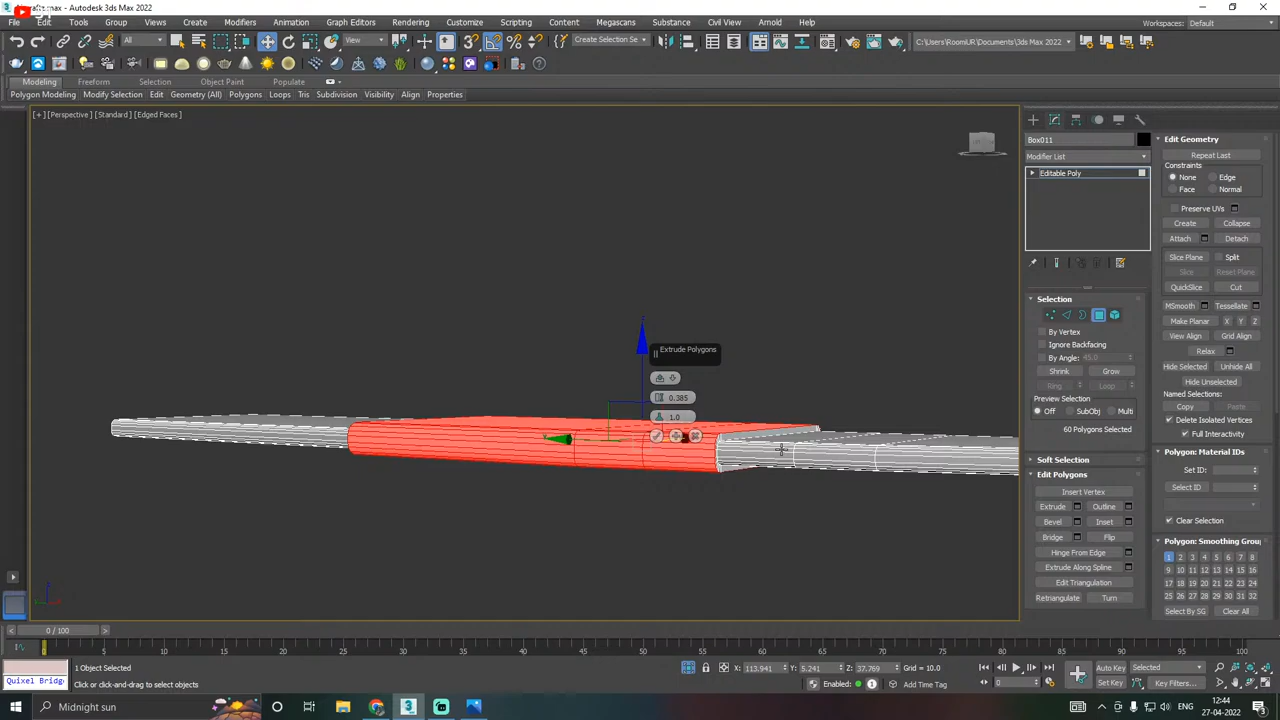 .max - Autodesk 3ds Max 2022
File Edit Tools Group Views Create Modifiers Animation Graph Editors Rendering Customize Scripting Content Megascans Substance Civil View Arnold Help
Workspaces: Default
All View Create Selection Se C:\Users\RoomUR\Documents\3ds Max 2022
Modeling Freeform Selection Object Paint Populate
Polygon Modeling Modify Selection Edit Geometry (All) Polygons Loops Tris Subdivision Visibility Align Properties
[+] [Perspective] [Standard] [Edged Faces]
Extrude Polygons
0.385
1.0
Box011
Modifier List
Editable Poly
Selection
By Vertex
Ignore Backfacing
By Angle: 45.0
Shrink Grow
Ring Loop
Preview Selection
Off SubObj Multi
60 Polygons Selected
Soft Selection
Edit Polygons
Insert Vertex
Extrude Outline
Bevel Inset
Bridge Flip
Hinge From Edge
Extrude Along Spline
Edit Triangulation
Retriangulate Turn
Edit Geometry
Repeat Last
Constraints
None Edge
Face Normal
Preserve UVs
Create Collapse
Attach Detach
Slice Plane Split
Slice Reset Plane
QuickSlice Cut
MSmooth Tessellate
Make Planar X Y Z
View Align Grid Align
Relax
Hide Selected Unhide All
Hide Unselected
Named Selections:
Copy Paste
Delete Isolated Vertices
Full Interactivity
Polygon: Material IDs
Set ID:
Select ID
Clear Selection
Polygon: Smoothing Grou
1 2 3 4 5 6 7 8
9 10 11 12 13 14 15 16
17 18 19 20 21 22 23 24
25 26 27 28 29 30 31 32
Select By SG Clear All
0 / 100
0 5 10 15 20 25 30 35 40 45 50 55 60 65 70 75 80 85 90 95 100
Quixel Bridg
1 Object Selected
Click or click-and-drag to select objects
X: 113.941 Y: 5.241 Z: 37.769 Grid = 10.0
Enabled: Add Time Tag
0
Auto Key Selected
Set Key Key Filters...
Midnight sun
ENG
12:44
27-04-2022